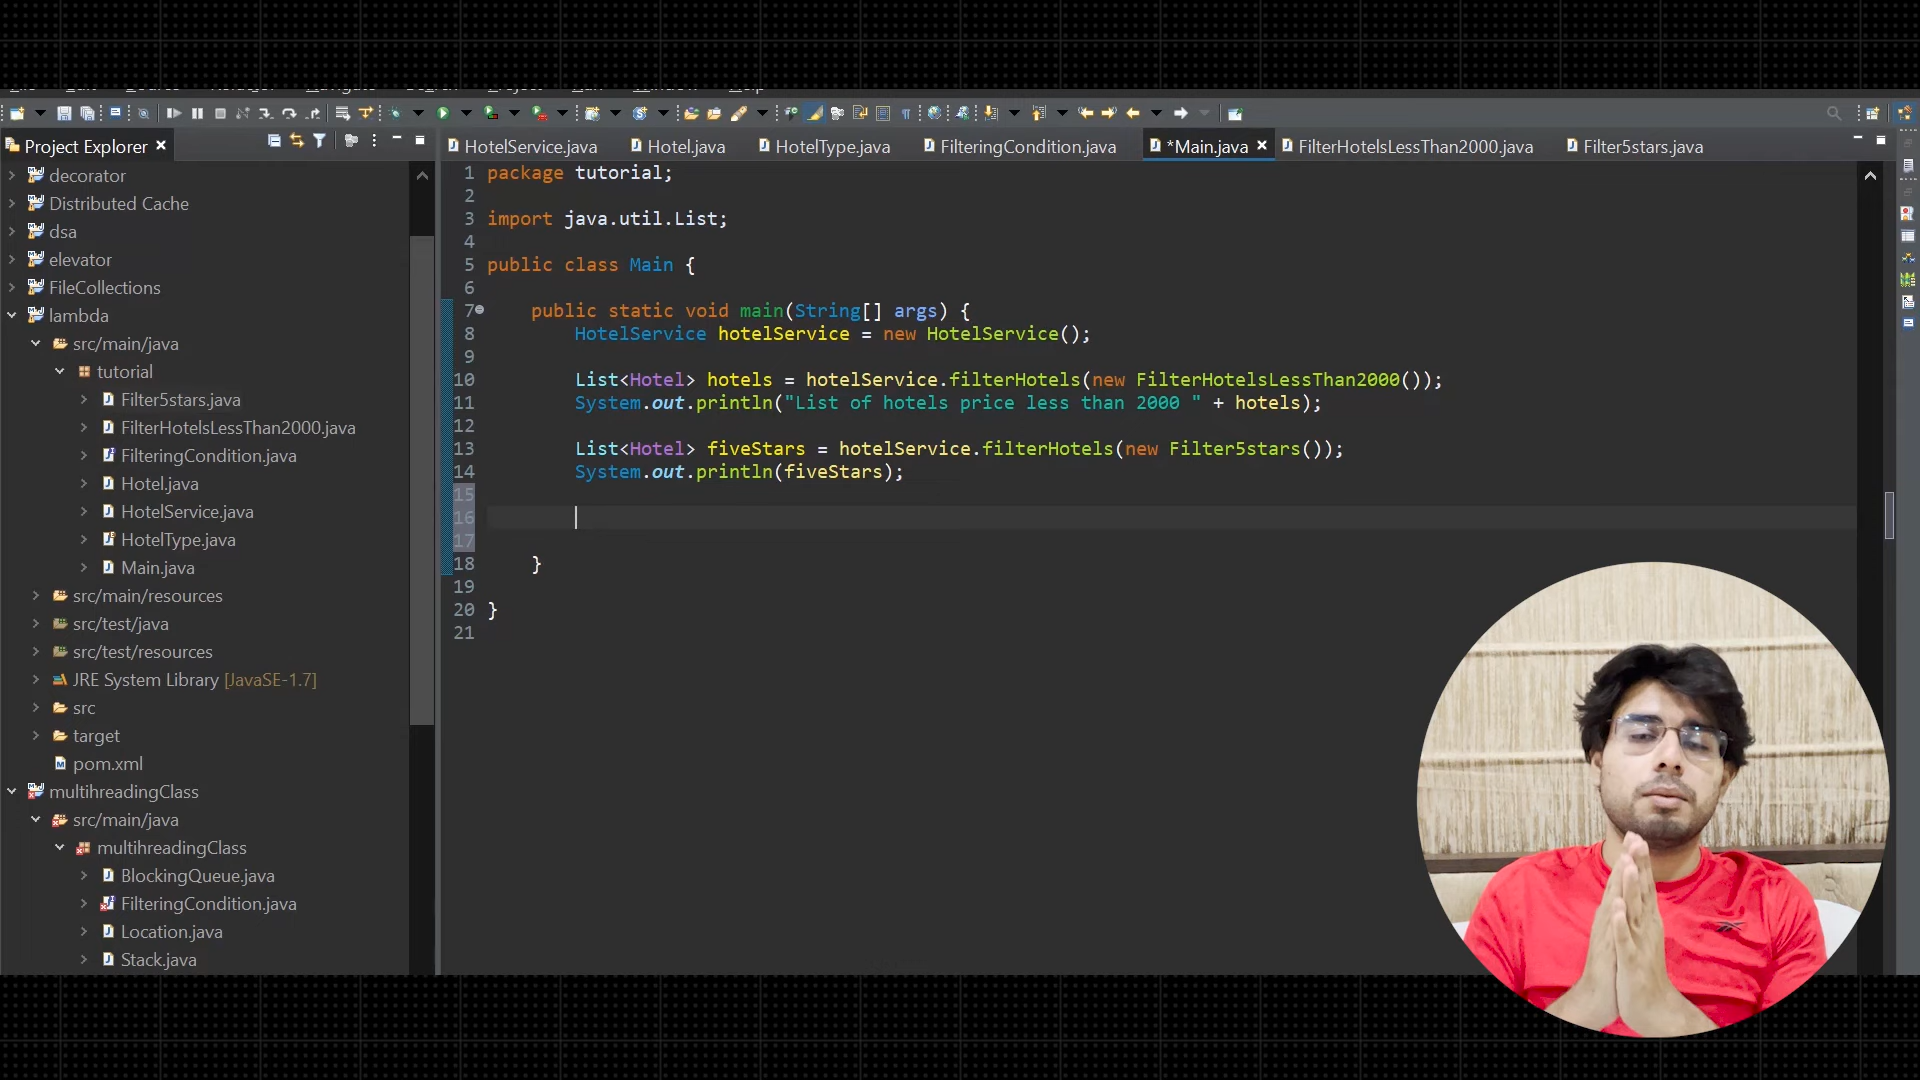 Project Explorer
HotelService.java
Hotel.java
HotelType.java
FilteringCondition.java
*Main.java
FilterHotelsLessThan2000.java
Filter5stars.java
decorator
Distributed Cache
dsa
elevator
FileCollections
lambda
src/main/java
tutorial
Filter5stars.java
FilterHotelsLessThan2000.java
FilteringCondition.java
Hotel.java
HotelService.java
HotelType.java
Main.java
src/main/resources
src/test/java
src/test/resources
JRE System Library [JavaSE-1.7]
src
target
pom.xml
multihreadingClass
src/main/java
multihreadingClass
BlockingQueue.java
FilteringCondition.java
Location.java
Stack.java
1 package tutorial;
2
3 import java.util.List;
4
5 public class Main {
6
7 public static void main(String[] args) {
8 HotelService hotelService = new HotelService();
9
10 List<Hotel> hotels = hotelService.filterHotels(new FilterHotelsLessThan2000());
11 System.out.println("List of hotels price less than 2000 " + hotels);
12
13 List<Hotel> fiveStars = hotelService.filterHotels(new Filter5stars());
14 System.out.println(fiveStars);
15
16
17
18 }
19
20 }
21